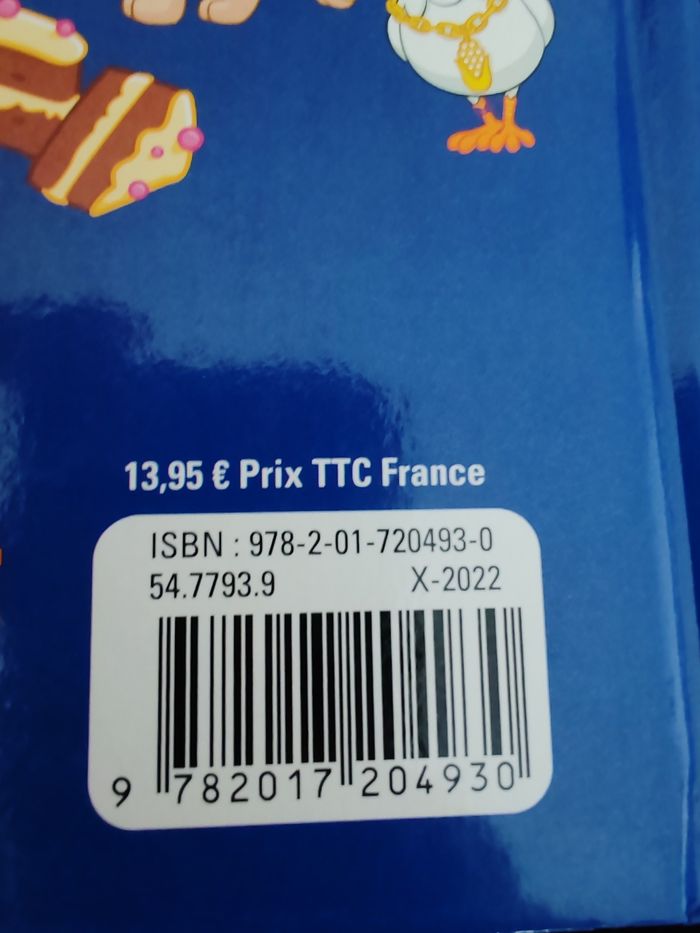 13,95 € Prix TTC France
ISBN : 978-2-01-720493-0
54.7793.9 X-2022
9 782017 204930